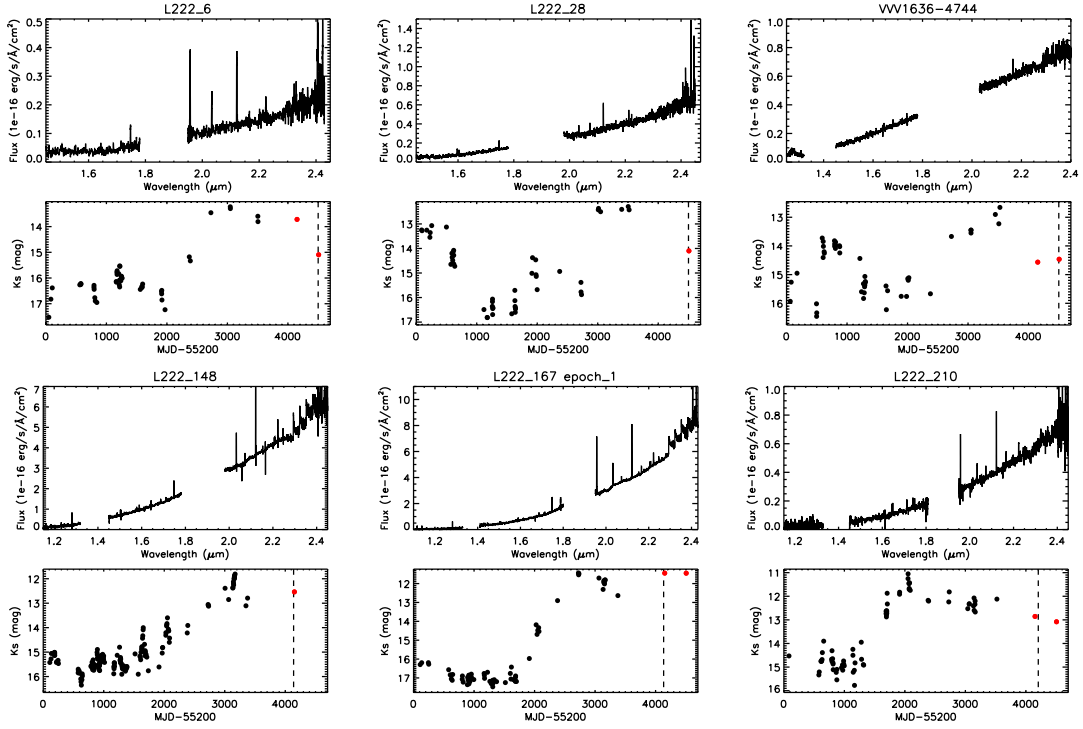 L222_6
L222_28
VVV1636-4744
Flux (1e-16 erg/s/Å/cm²)
0.5
0.4
0.3
0.2
0.1
0.0
1.6 1.8 2.0 2.2 2.4
Wavelength (μm)
Flux (1e-16 erg/s/Å/cm²)
1.4
1.2
1.0
0.8
0.6
0.4
0.2
0.0
1.6 1.8 2.0 2.2 2.4
Wavelength (μm)
Flux (1e-16 erg/s/Å/cm²)
1.0
0.8
0.6
0.4
0.2
0.0
1.4 1.6 1.8 2.0 2.2 2.4
Wavelength (μm)
Ks (mag)
14
15
16
17
0 1000 2000 3000 4000
MJD-55200
Ks (mag)
13
14
15
16
17
0 1000 2000 3000 4000
MJD-55200
Ks (mag)
13
14
15
16
0 1000 2000 3000 4000
MJD-55200
L222_148
L222_167 epoch_1
L222_210
Flux (1e-16 erg/s/Å/cm²)
7
6
5
4
3
2
1
0
1.2 1.4 1.6 1.8 2.0 2.2 2.4
Wavelength (μm)
Flux (1e-16 erg/s/Å/cm²)
10
8
6
4
2
0
1.2 1.4 1.6 1.8 2.0 2.2 2.4
Wavelength (μm)
Flux (1e-16 erg/s/Å/cm²)
1.0
0.8
0.6
0.4
0.2
0.0
1.2 1.4 1.6 1.8 2.0 2.2 2.4
Wavelength (μm)
Ks (mag)
12
13
14
15
16
0 1000 2000 3000 4000
MJD-55200
Ks (mag)
12
13
14
15
16
17
0 1000 2000 3000 4000
MJD-55200
Ks (mag)
11
12
13
14
15
16
0 1000 2000 3000 4000
MJD-55200